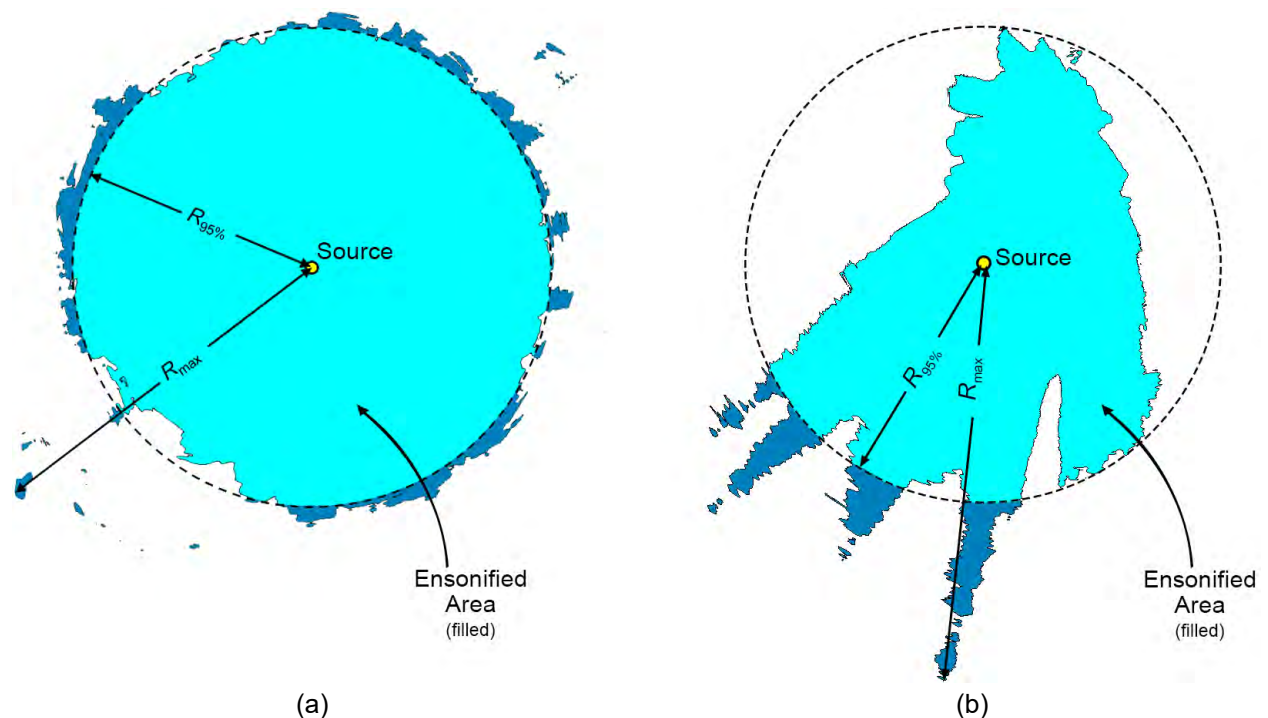 R95%
Source
Rmax
Ensonified
Area
(filled)
(a)
R95%
Source
Rmax
Ensonified
Area
(filled)
(b)